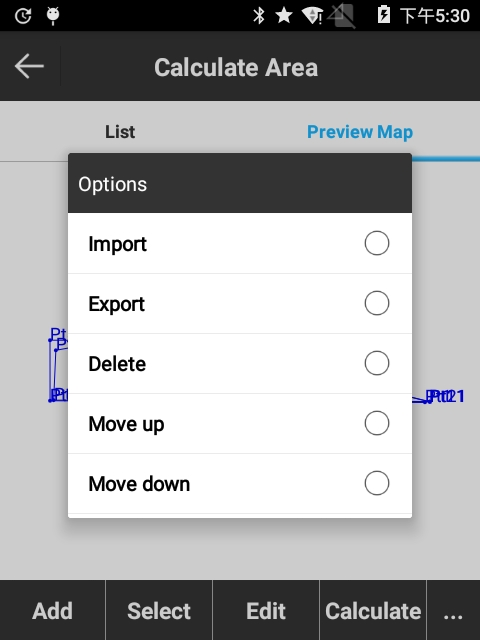 下午5:30
Calculate Area
List
Preview Map
Options
Import
Export
Delete
Move up
Move down
Add
Select
Edit
Calculate
...